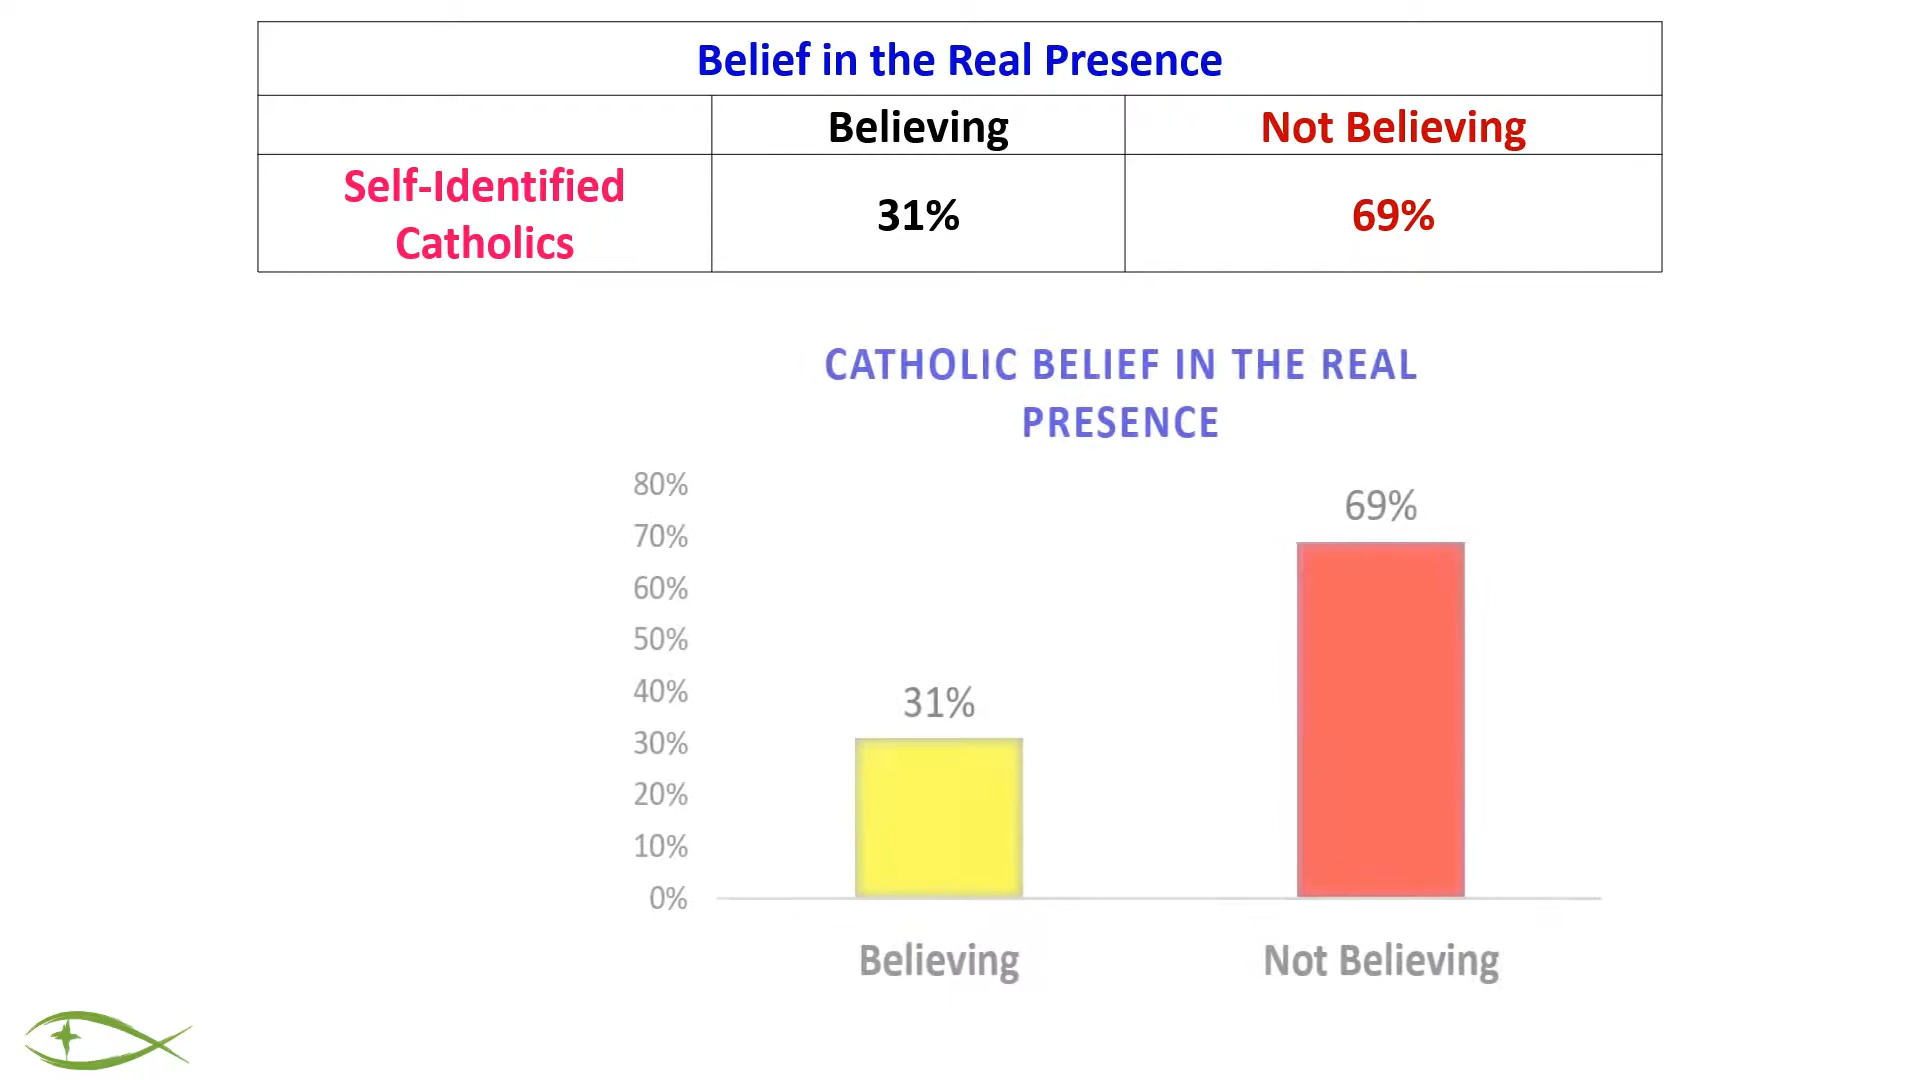 Belief in the Real Presence
Believing
Not Believing
Self-Identified
Catholics
31%
69%
CATHOLIC BELIEF IN THE REAL
PRESENCE
80%
70%
60%
50%
40%
30%
20%
10%
0%
31%
69%
Believing
Not Believing